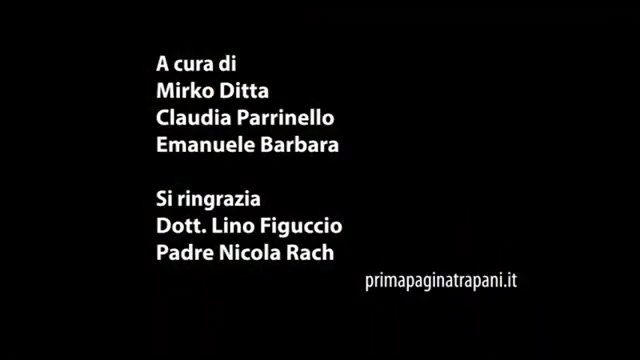 A cura di
Mirko Ditta
Claudia Parrinello
Emanuele Barbara
Si ringrazia
Dott. Lino Figuccio
Padre Nicola Rach
primapaginatrapani.it